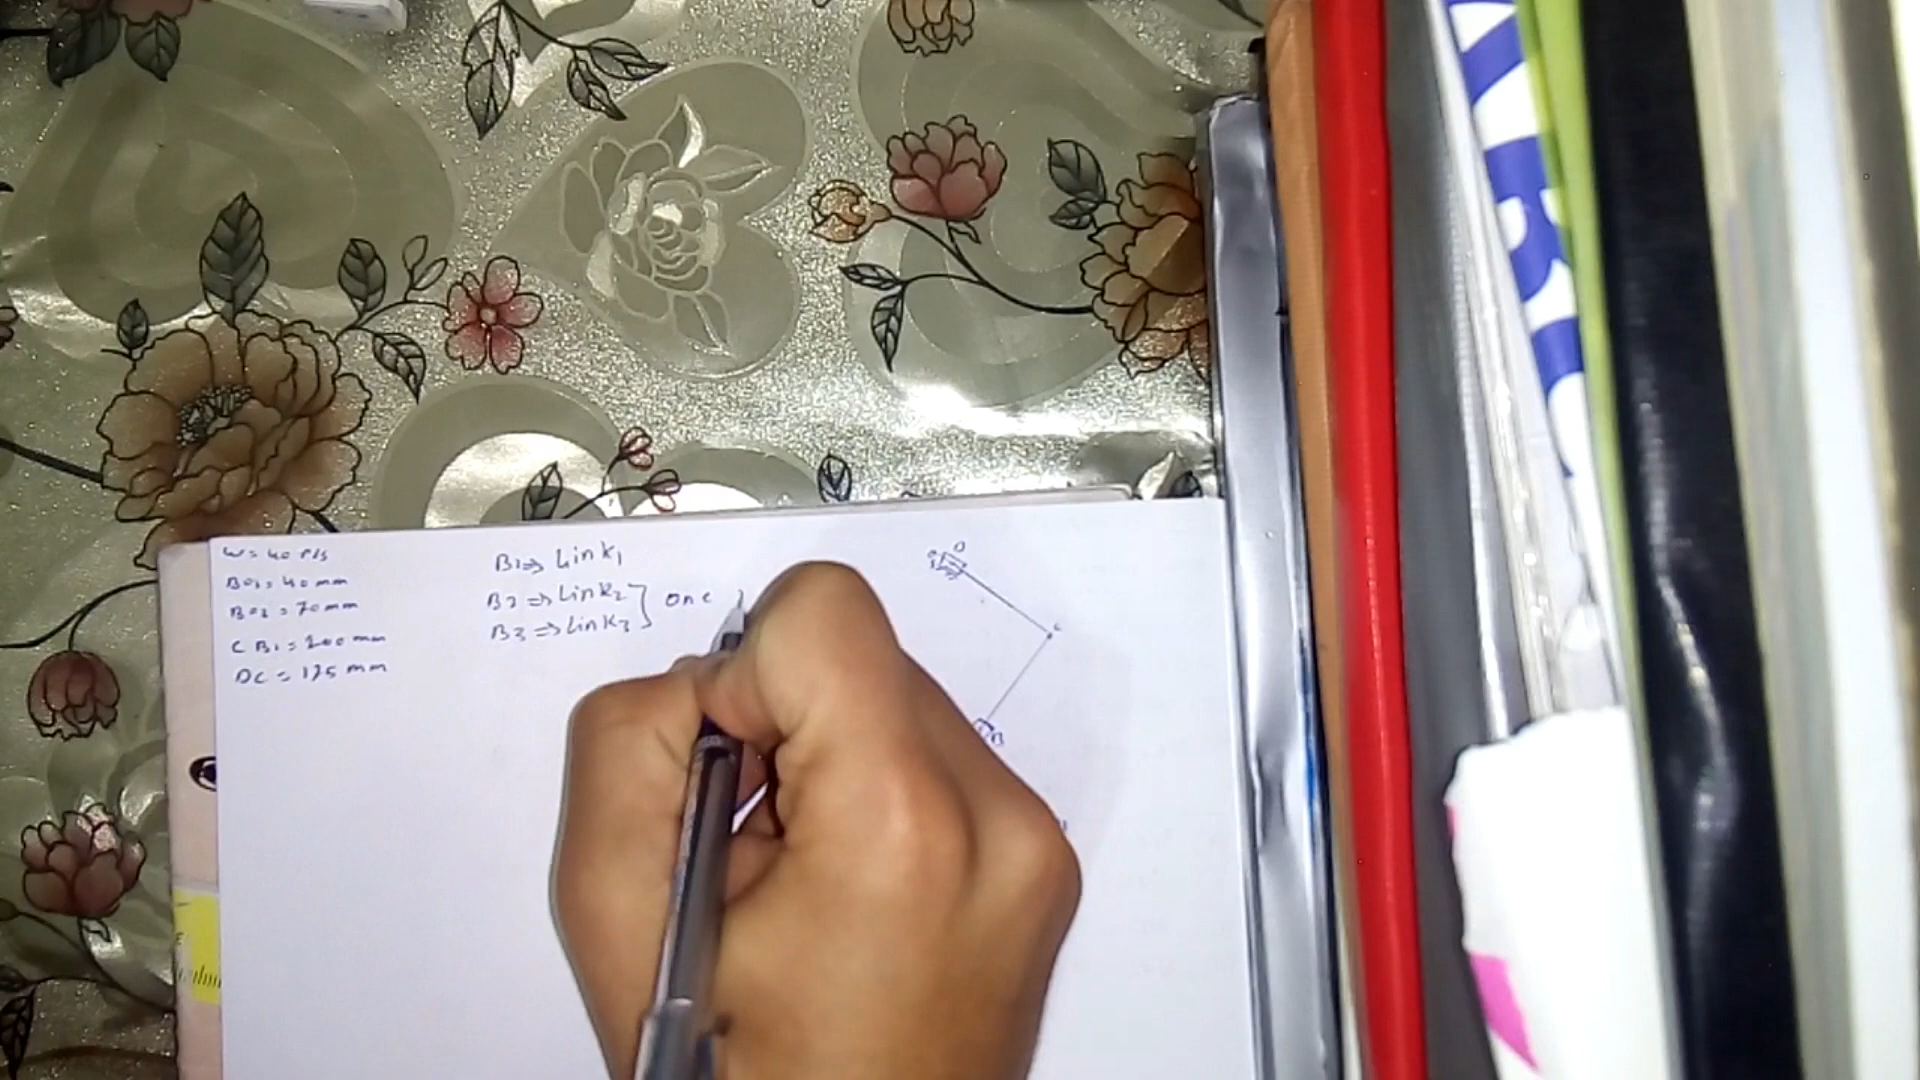 W = 40 r/s
BO1 = 40 mm
BO2 = 70 mm
CB1 = 200 mm
DC = 175 mm
B1 => Link1
B2 => Link2
B3 => Link3
} one
D
C
B